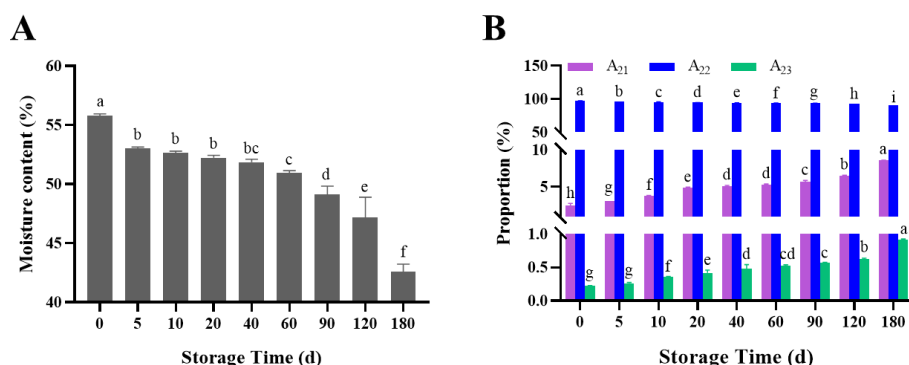 A
Moisture content (%)
60
55
50
45
40
a
b
b
b
bc
c
d
e
f
0 5 10 20 40 60 90 120 180
Storage Time (d)
B
Proportion (%)
A₂₁ A₂₂ A₂₃
150
100
50
10
5
1.0
0.5
0.0
a b c d e f g h i
h g f e d d c b a
g g f e d cd c b a
0 5 10 20 40 60 90 120 180
Storage Time (d)